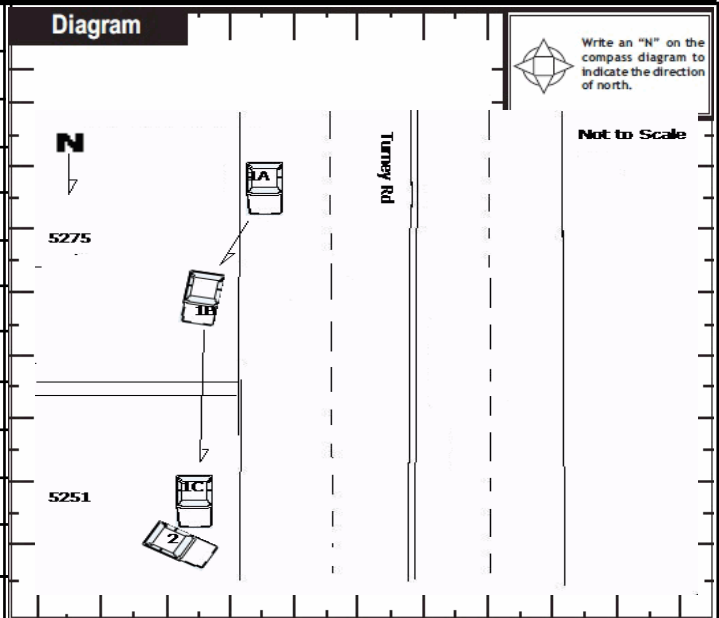 Diagram
Write an "N" on the
compass diagram to
indicate the direction
of north.
Not to Scale
N
Turney Rd
1A
5275
1B
5251
1C
2